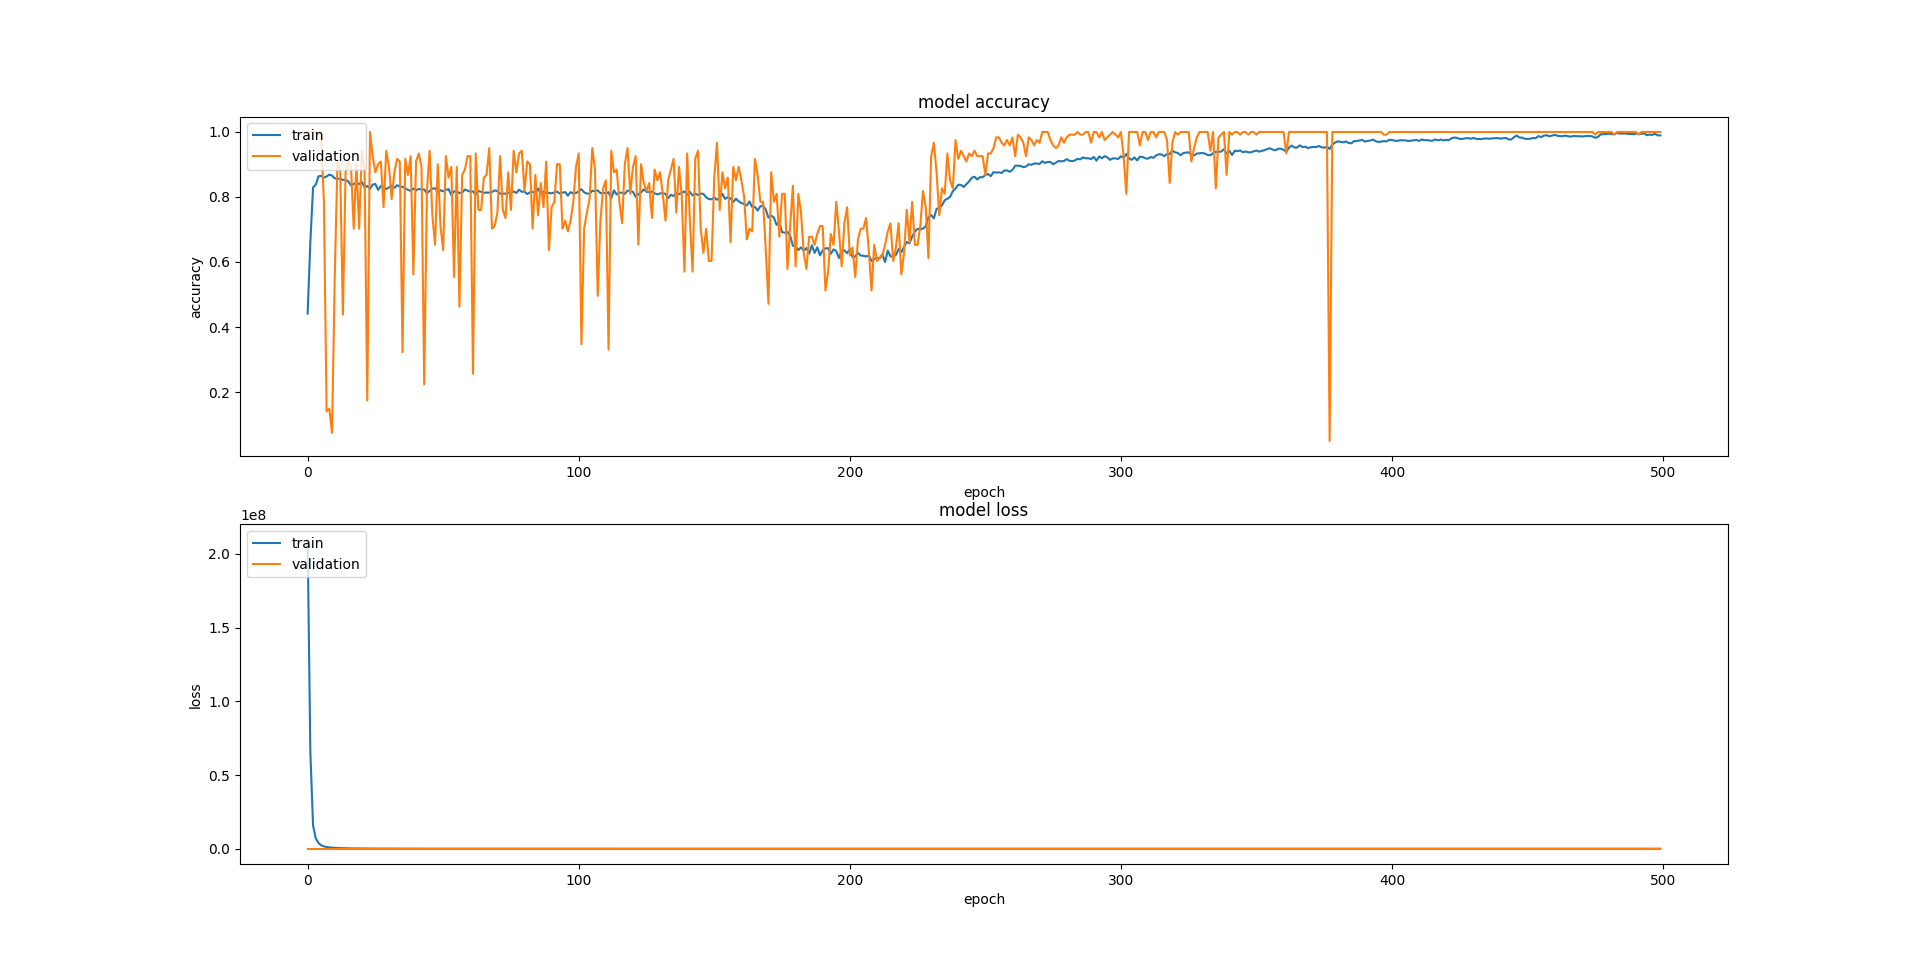 model accuracy
train
validation
1.0
0.8
0.6
0.4
0.2
accuracy
0 100 200 300 400 500
epoch
model loss
1e8
train
validation
2.0
1.5
1.0
0.5
0.0
loss
0 100 200 300 400 500
epoch